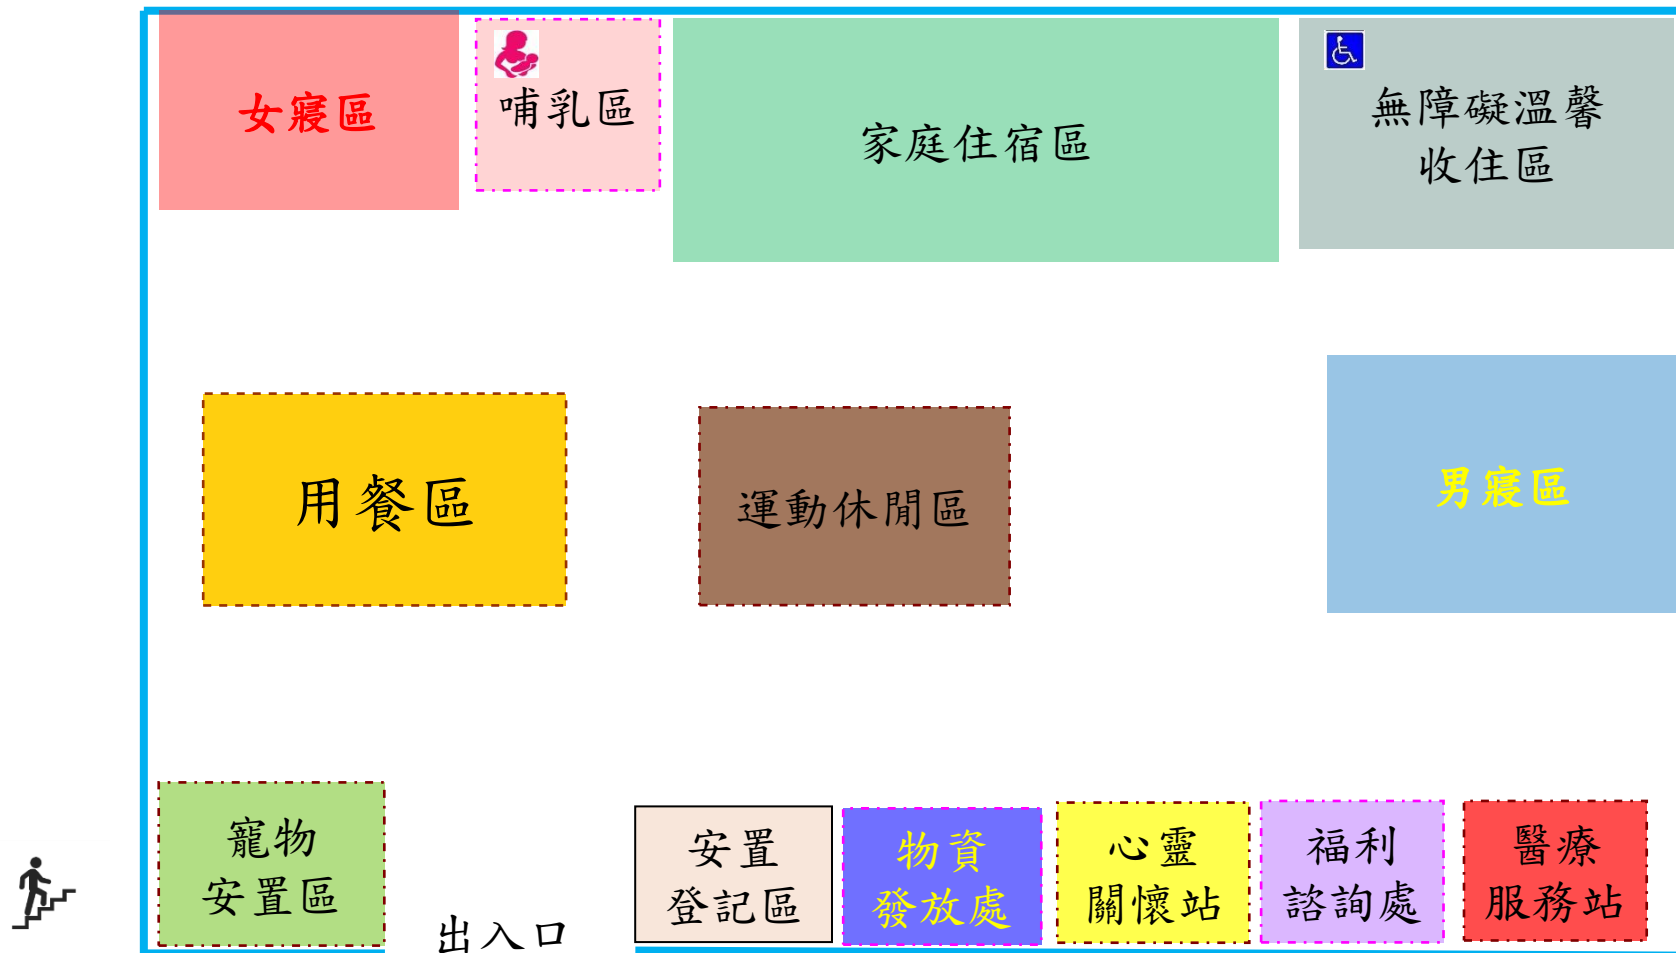 女寢區
哺乳區
家庭住宿區
無障礙溫馨
收住區
用餐區
運動休閒區
男寢區
寵物
安置區
出入口
安置
登記區
物資
發放處
心靈
關懷站
福利
諮詢處
醫療
服務站